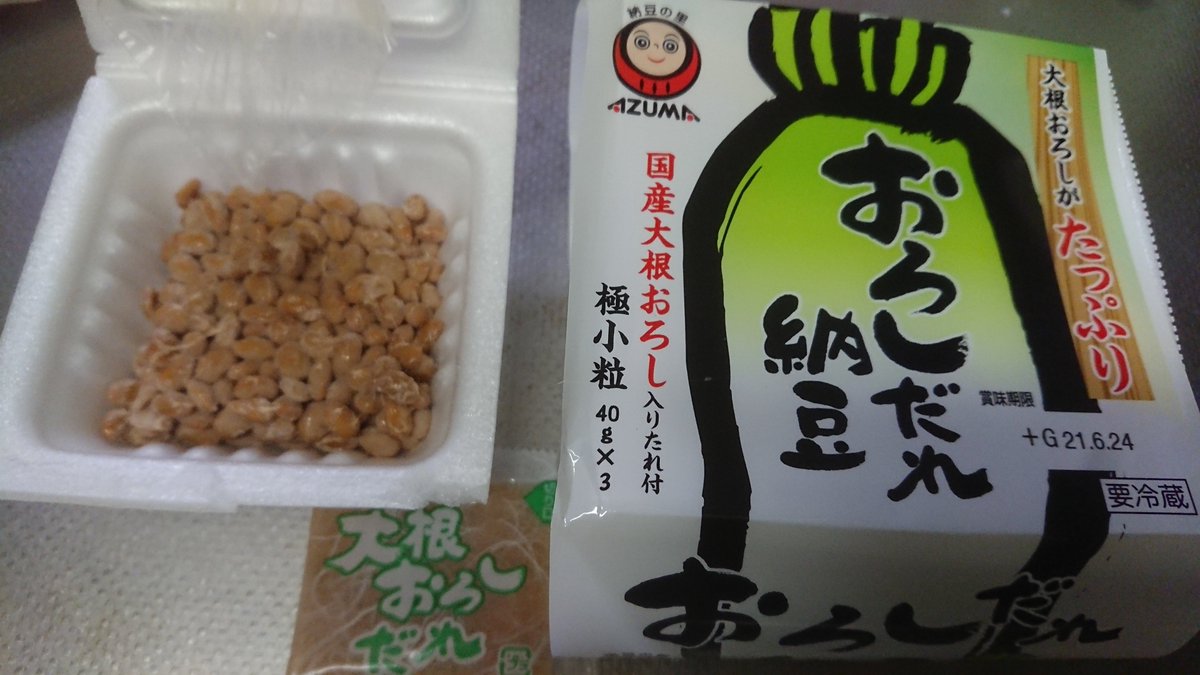 納豆の里
AZUMA
大根おろしが たっぷり
おろしだれ
納豆
国産大根おろし入りたれ付
極小粒 40g×3
賞味期限
+G 21.6.24
要冷蔵
おろしだれ
大根
おろし
だれ